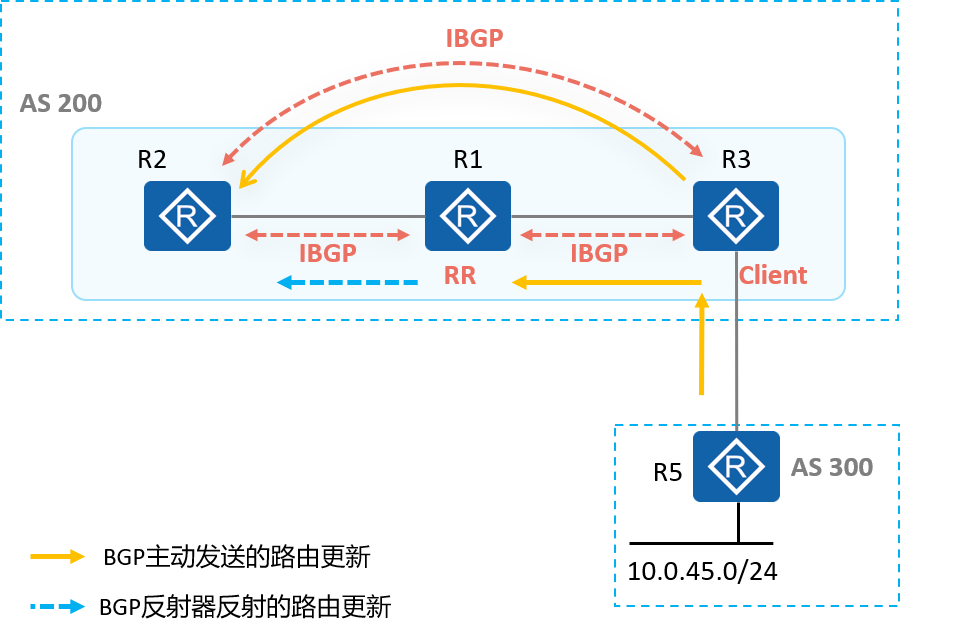 IBGP
AS 200
R2
R1
R3
R
R
R
IBGP
IBGP
RR
Client
R5
R
AS 300
10.0.45.0/24
BGP主动发送的路由更新
BGP反射器反射的路由更新